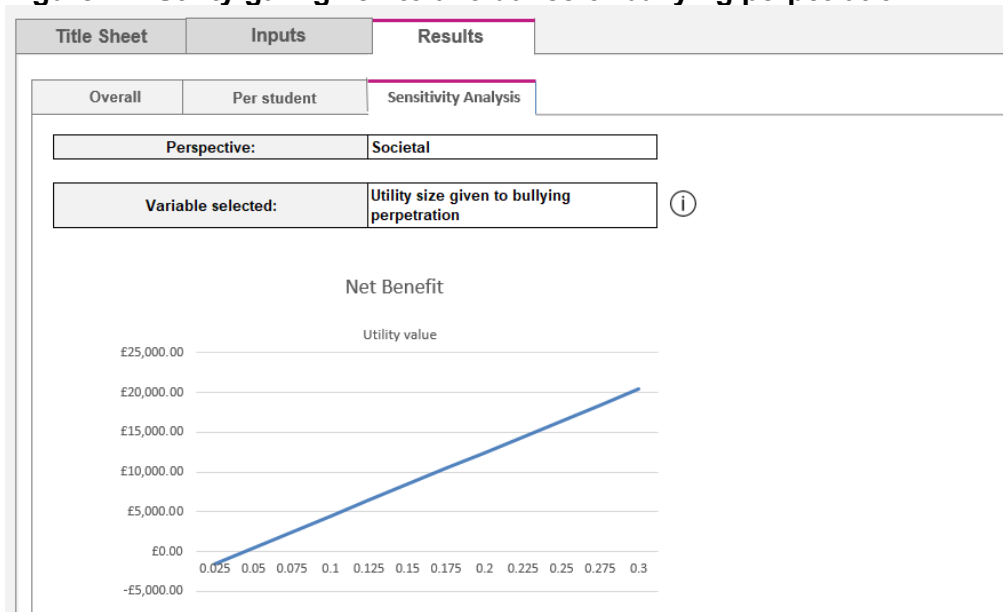 Title Sheet Inputs Results
Overall Per student Sensitivity Analysis
Perspective: Societal
Variable selected: Utility size given to bullying
perpetration
Net Benefit
Utility value
£25,000.00
£20,000.00
£15,000.00
£10,000.00
£5,000.00
£0.00
0.025 0.05 0.075 0.1 0.125 0.15 0.175 0.2 0.225 0.25 0.275 0.3
-£5,000.00